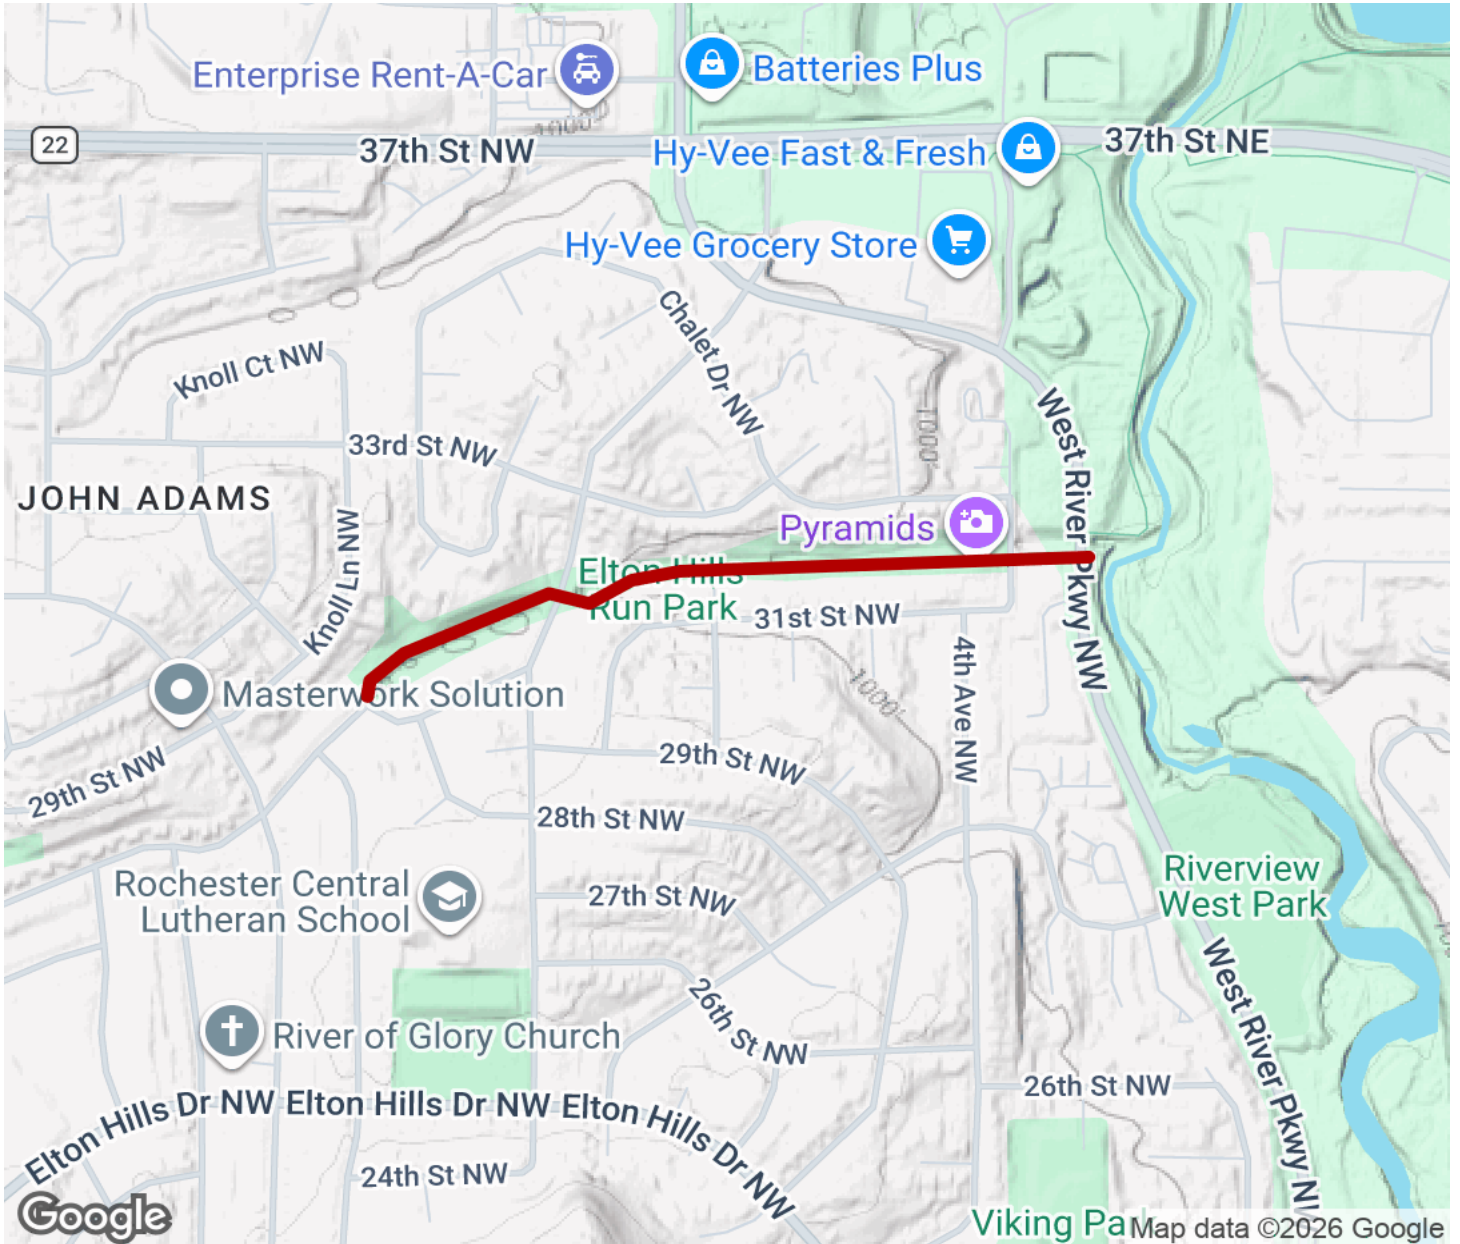 Enterprise Rent-A-Car
Batteries Plus
22
1000'
37th St NW
Hy-Vee Fast & Fresh
37th St NE
Hy-Vee Grocery Store
Chalet Dr NW
Knoll Ct NW
1000'
West River Pkwy NW
33rd St NW
JOHN ADAMS
Knoll Ln NW
Pyramids
Elton Hills
Run Park
31st St NW
4th Ave NW
1000'
Masterwork Solution
29th St NW
29th St NW
28th St NW
Rochester Central
Lutheran School
27th St NW
Riverview
West Park
West River Pkwy N
26th St NW
River of Glory Church
26th St NW
Elton Hills Dr NW
Elton Hills Dr NW
Elton Hills Dr NW
24th St NW
Viking Pa
Google
Map data ©2026 Google